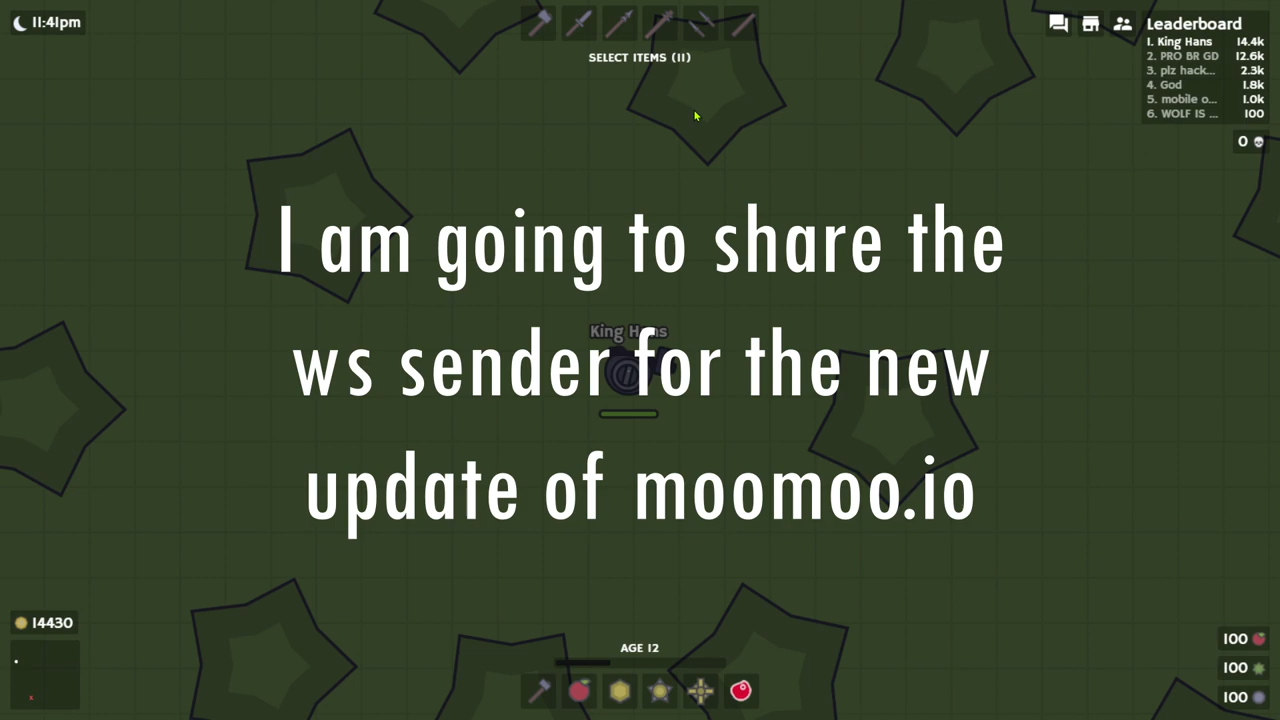 11:41pm
SELECT ITEMS (11)
Leaderboard
1. King Hans 14.4k
2. PRO BR GD 12.6k
3. plz hack... 2.3k
4. God 1.8k
5. mobile o... 1.0k
6. WOLF IS ... 100
0
I am going to share the
King Hans
ws sender for the new
update of moomoo.io
14430
AGE 12
100
100
100